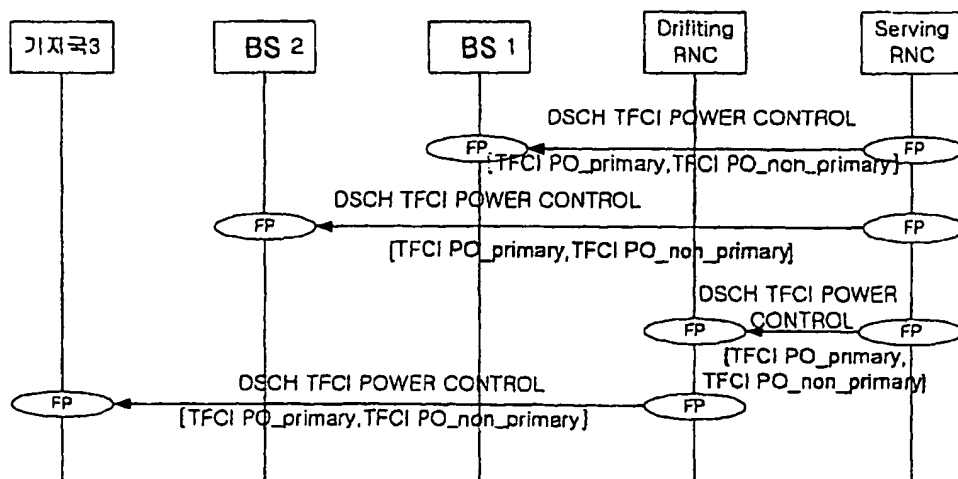 기지국3
BS 2
BS 1
Drifiting
RNC
Serving
RNC
DSCH TFCI POWER CONTROL
FP
FP
[TFCI PO_primary,TFCI PO_non_primary]
DSCH TFCI POWER CONTROL
FP
FP
[TFCI PO_primary,TFCI PO_non_primary]
DSCH TFCI POWER
CONTROL
FP
FP
[TFCI PO_primary,
TFCI PO_non_primary]
DSCH TFCI POWER CONTROL
FP
FP
[TFCI PO_primary,TFCI PO_non_primary]